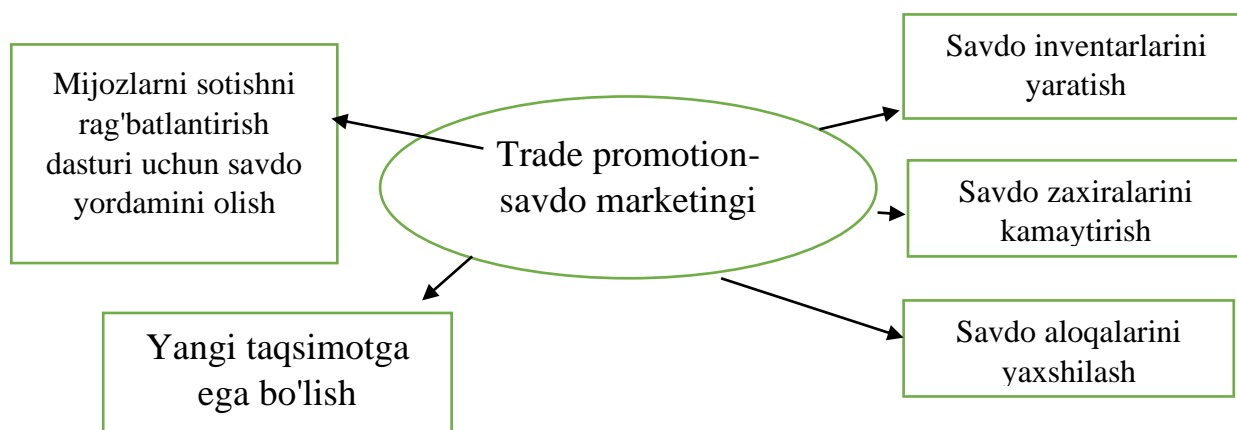 Mijozlarni sotishni
rag'batlantirish
dasturi uchun savdo
yordamini olish
Trade promotion-
savdo marketingi
Savdo inventarlarini
yaratish
Savdo zaxiralarini
kamaytirish
Savdo aloqalarini
yaxshilash
Yangi taqsimotga
ega bo'lish